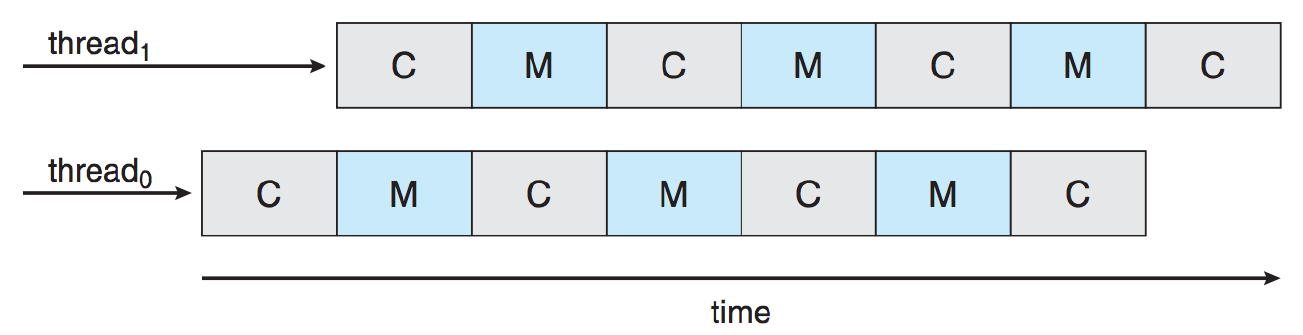 thread₁
C M C M C M C
thread₀
C M C M C M C
time